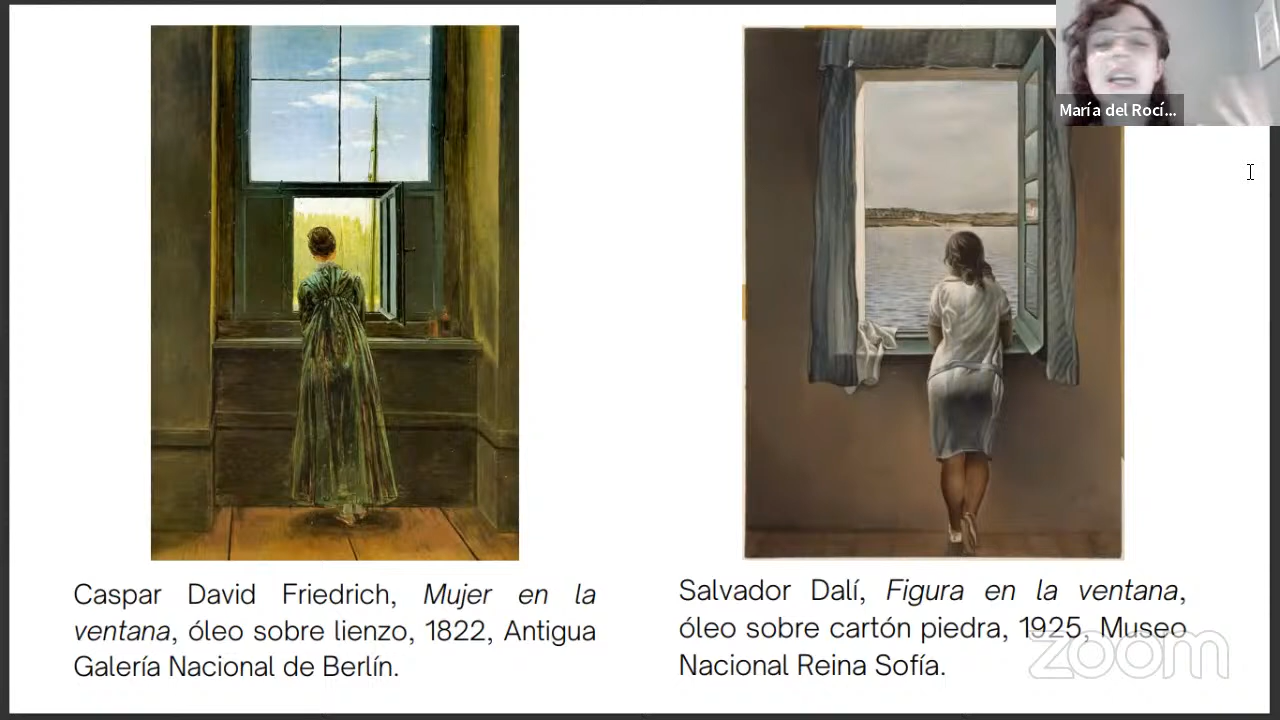 María del Rocí...
Caspar David Friedrich, Mujer en la
ventana, óleo sobre lienzo, 1822, Antigua
Galería Nacional de Berlín.
Salvador Dalí, Figura en la ventana,
óleo sobre cartón piedra, 1925, Museo
Nacional Reina Sofía.
zoom